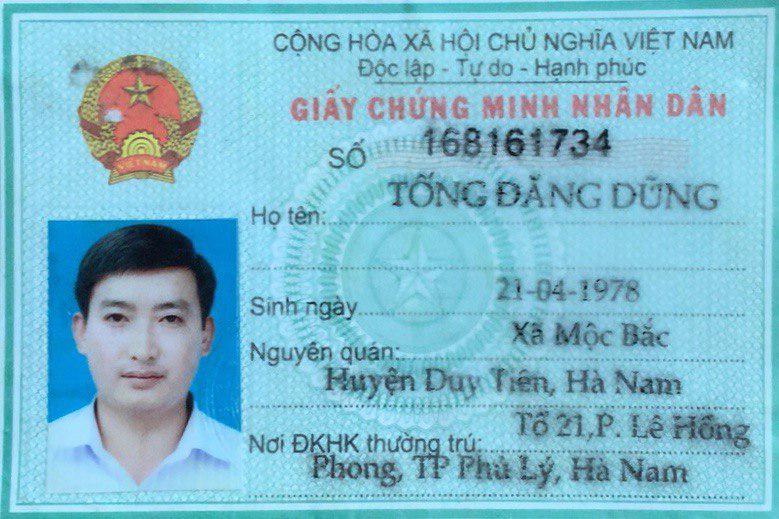 CỘNG HÒA XÃ HỘI CHỦ NGHĨA VIỆT NAM
Độc lập - Tự do - Hạnh phúc
GIẤY CHỨNG MINH NHÂN DÂN
SỐ 168161734
Họ tên: TỐNG ĐĂNG DŨNG
Sinh ngày 21-04-1978
Nguyên quán: Xã Mộc Bắc
Huyện Duy Tiên, Hà Nam
Nơi ĐKHK thường trú: Tổ 21,P. Lê Hồng
Phong, TP Phủ Lý, Hà Nam
VIỆT NAM